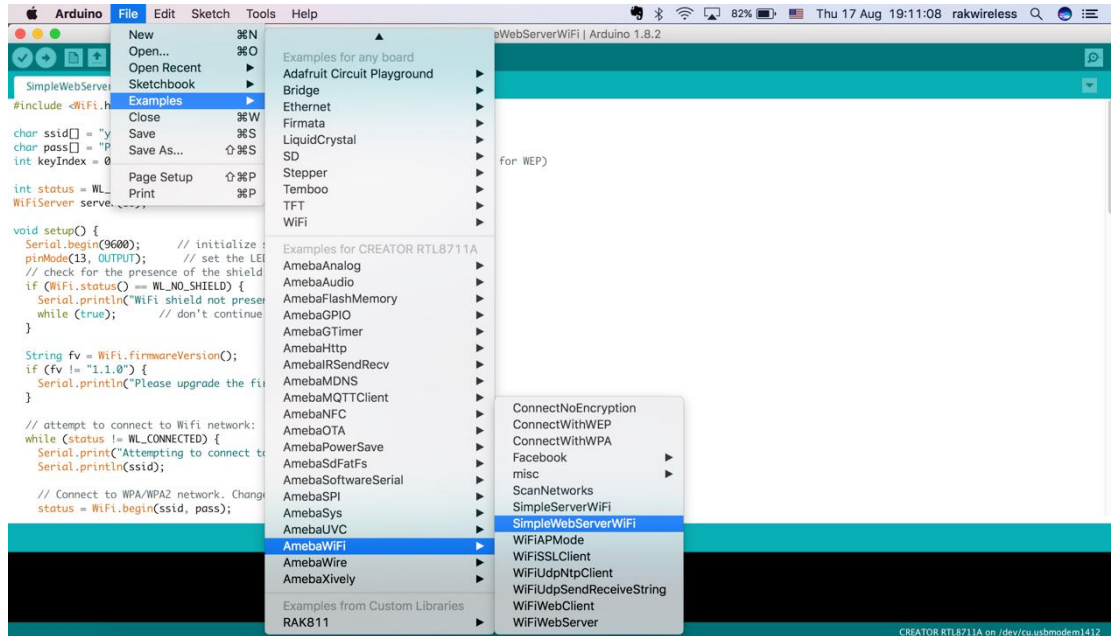 Arduino File Edit Sketch Tools Help 82% Thu 17 Aug 19:11:08 rakwireless
WebServerWiFi | Arduino 1.8.2
New ⌘N
Open... ⌘O
Open Recent
Sketchbook
Examples
Close ⌘W
Save ⌘S
Save As... ⇧⌘S
Page Setup ⇧⌘P
Print ⌘P
Examples for any board
Adafruit Circuit Playground
Bridge
Ethernet
Firmata
LiquidCrystal
SD
Stepper
Temboo
TFT
WiFi
Examples for CREATOR RTL8711A
AmebaAnalog
AmebaAudio
AmebaFlashMemory
AmebaGPIO
AmebaGTimer
AmebaHttp
AmebaIRSendRecv
AmebaMDNS
AmebaMQTTClient
AmebaNFC
AmebaOTA
AmebaPowerSave
AmebaSdFatFs
AmebaSoftwareSerial
AmebaSPI
AmebaSys
AmebaUVC
AmebaWiFi
AmebaWire
AmebaXively
Examples from Custom Libraries
RAK811
ConnectNoEncryption
ConnectWithWEP
ConnectWithWPA
Facebook
misc
ScanNetworks
SimpleServerWiFi
SimpleWebServerWiFi
WiFiAPMode
WiFiSSLClient
WiFiUdpNtpClient
WiFiUdpSendReceiveString
WiFiWebClient
WiFiWebServer
SimpleWebServer
#include <WiFi.h
char ssid[] = "y
char pass[] = "
int keyIndex = 0 for WEP)
int status = WL_
WiFiServer serve
void setup() {
Serial.begin(9600); // initialize
pinMode(13, OUTPUT); // set the LED
// check for the presence of the shield
if (WiFi.status() == WL_NO_SHIELD) {
Serial.println("WiFi shield not presen
while (true); // don't continue
}
String fv = WiFi.firmwareVersion();
if (fv != "1.1.0") {
Serial.println("Please upgrade the fi
}
// attempt to connect to Wifi network:
while (status != WL_CONNECTED) {
Serial.print("Attempting to connect to
Serial.println(ssid);
// Connect to WPA/WPA2 network. Change
status = WiFi.begin(ssid, pass);
CREATOR RTL8711A on /dev/cu.usbmodem1412